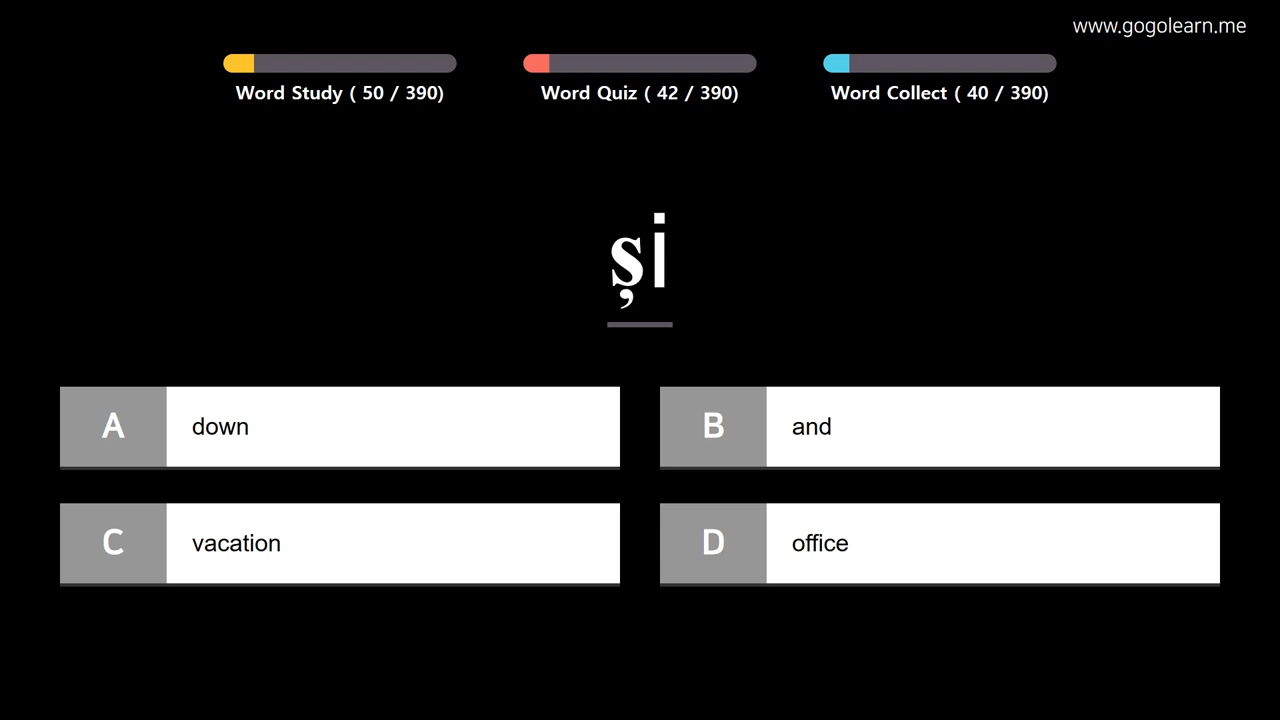 www.gogolearn.me
Word Study ( 50 / 390)
Word Quiz ( 42 / 390)
Word Collect ( 40 / 390)
și
A down
B and
C vacation
D office